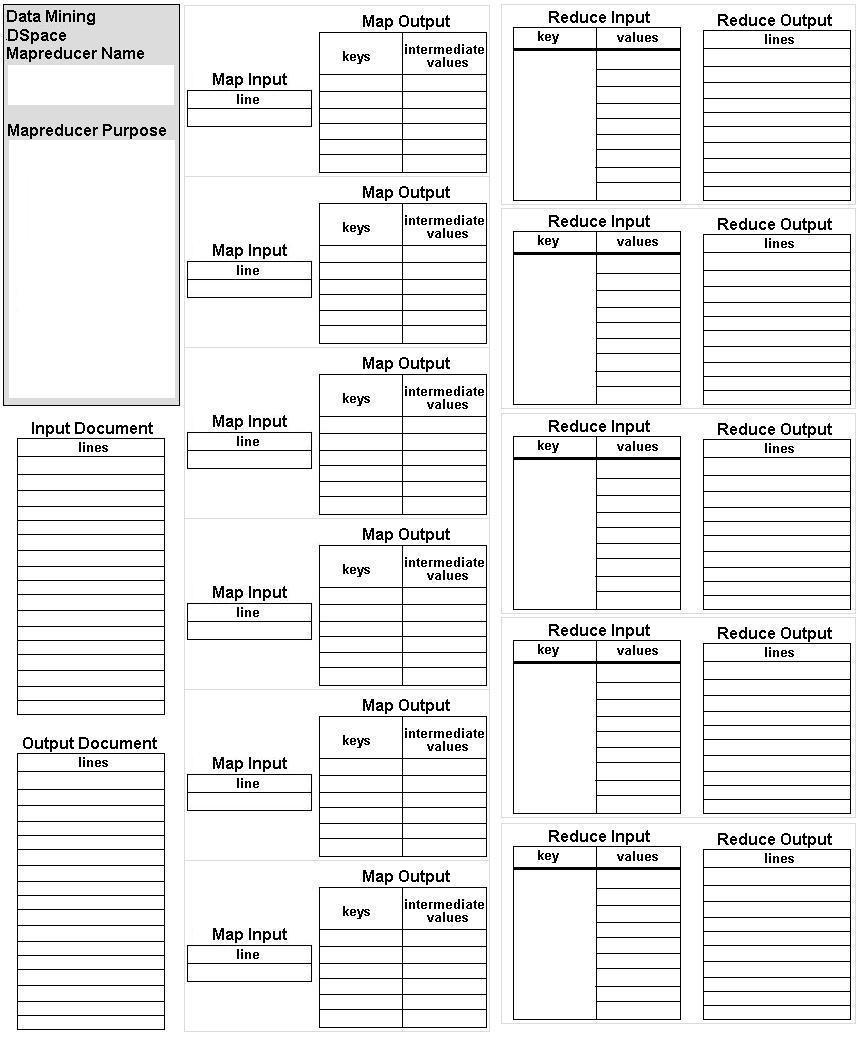 Data Mining
DSpace
Mapreducer Name
Mapreducer Purpose
Input Document
lines
Output Document
lines
Map Output
keys
intermediate
values
Map Input
line
Map Output
keys
intermediate
values
Map Input
line
Map Output
keys
intermediate
values
Map Input
line
Map Output
keys
intermediate
values
Map Input
line
Map Output
keys
intermediate
values
Map Input
line
Map Output
keys
intermediate
values
Map Input
line
Reduce Input
key values
Reduce Output
lines
Reduce Input
key values
Reduce Output
lines
Reduce Input
key values
Reduce Output
lines
Reduce Input
key values
Reduce Output
lines
Reduce Input
key values
Reduce Output
lines